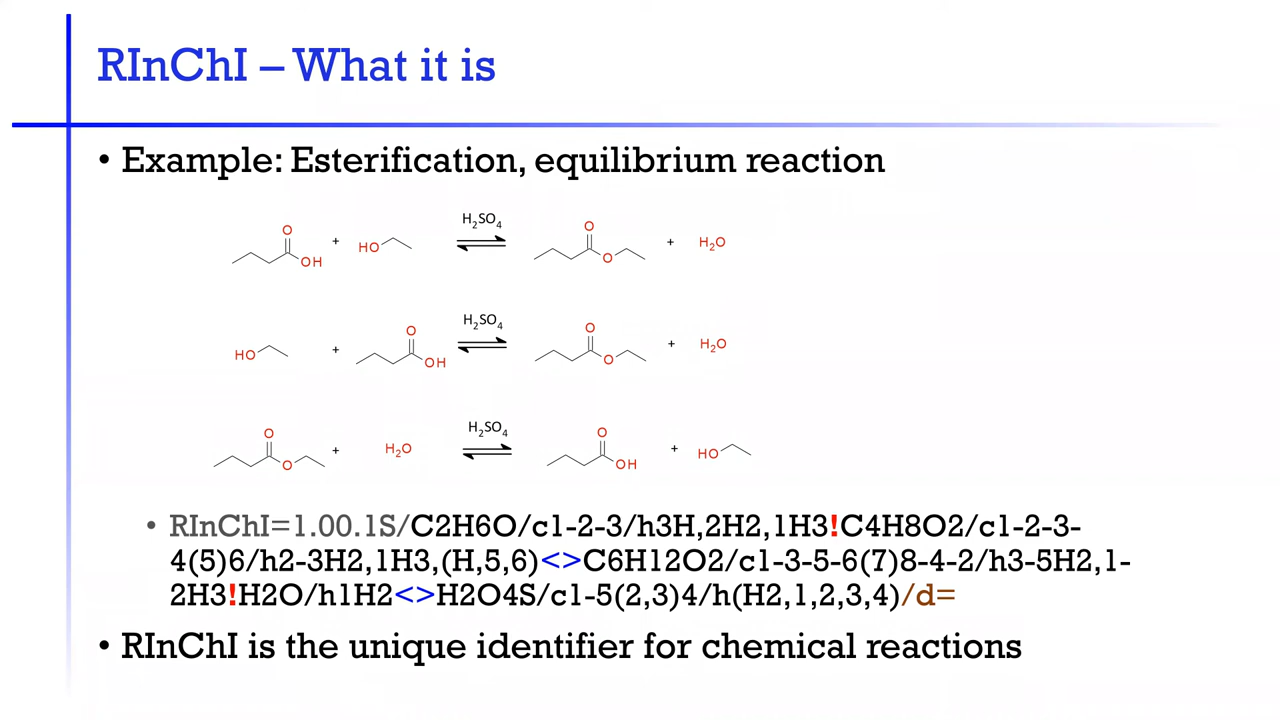 RInChI – What it is
• Example: Esterification, equilibrium reaction
O OH + HO H₂SO₄ O O + H₂O
HO + O OH H₂SO₄ O O + H₂O
O O + H₂O H₂SO₄ O OH + HO
• RInChI=1.00.1S/C2H6O/c1-2-3/h3H,2H2,1H3!C4H8O2/c1-2-3-
4(5)6/h2-3H2,1H3,(H,5,6)<>C6H12O2/c1-3-5-6(7)8-4-2/h3-5H2,1-
2H3!H2O/h1H2<>H2O4S/c1-5(2,3)4/h(H2,1,2,3,4)/d=
• RInChI is the unique identifier for chemical reactions